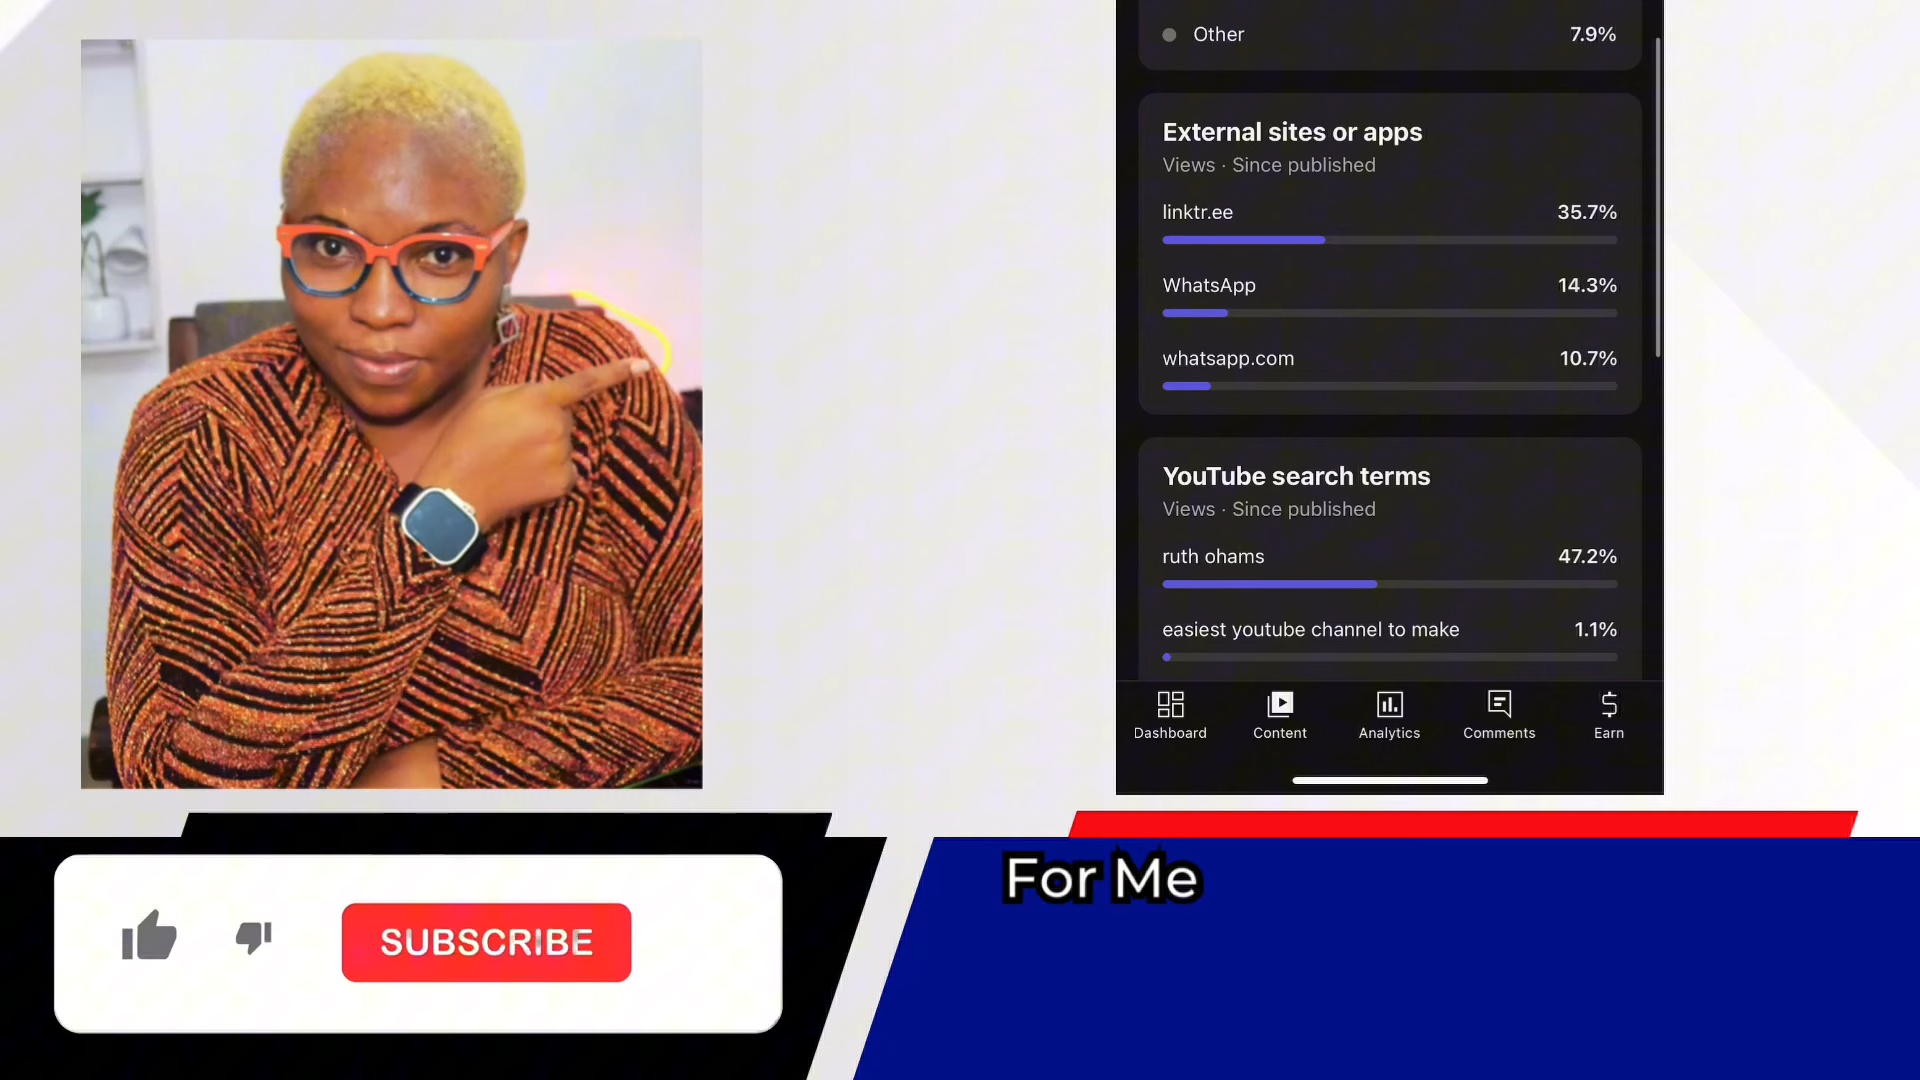 Other 7.9%
External sites or apps
Views · Since published
linktr.ee 35.7%
WhatsApp 14.3%
whatsapp.com 10.7%
YouTube search terms
Views · Since published
ruth ohams 47.2%
easiest youtube channel to make 1.1%
Dashboard Content Analytics Comments Earn
SUBSCRIBE
For Me